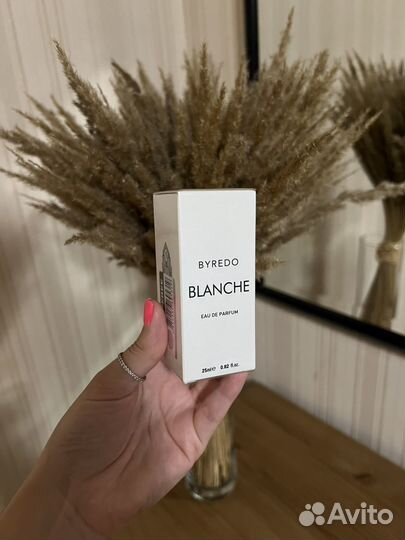 BYREDO
BLANCHE
EAU DE PARFUM
25ml e 0.82 fl.oz.
Avito